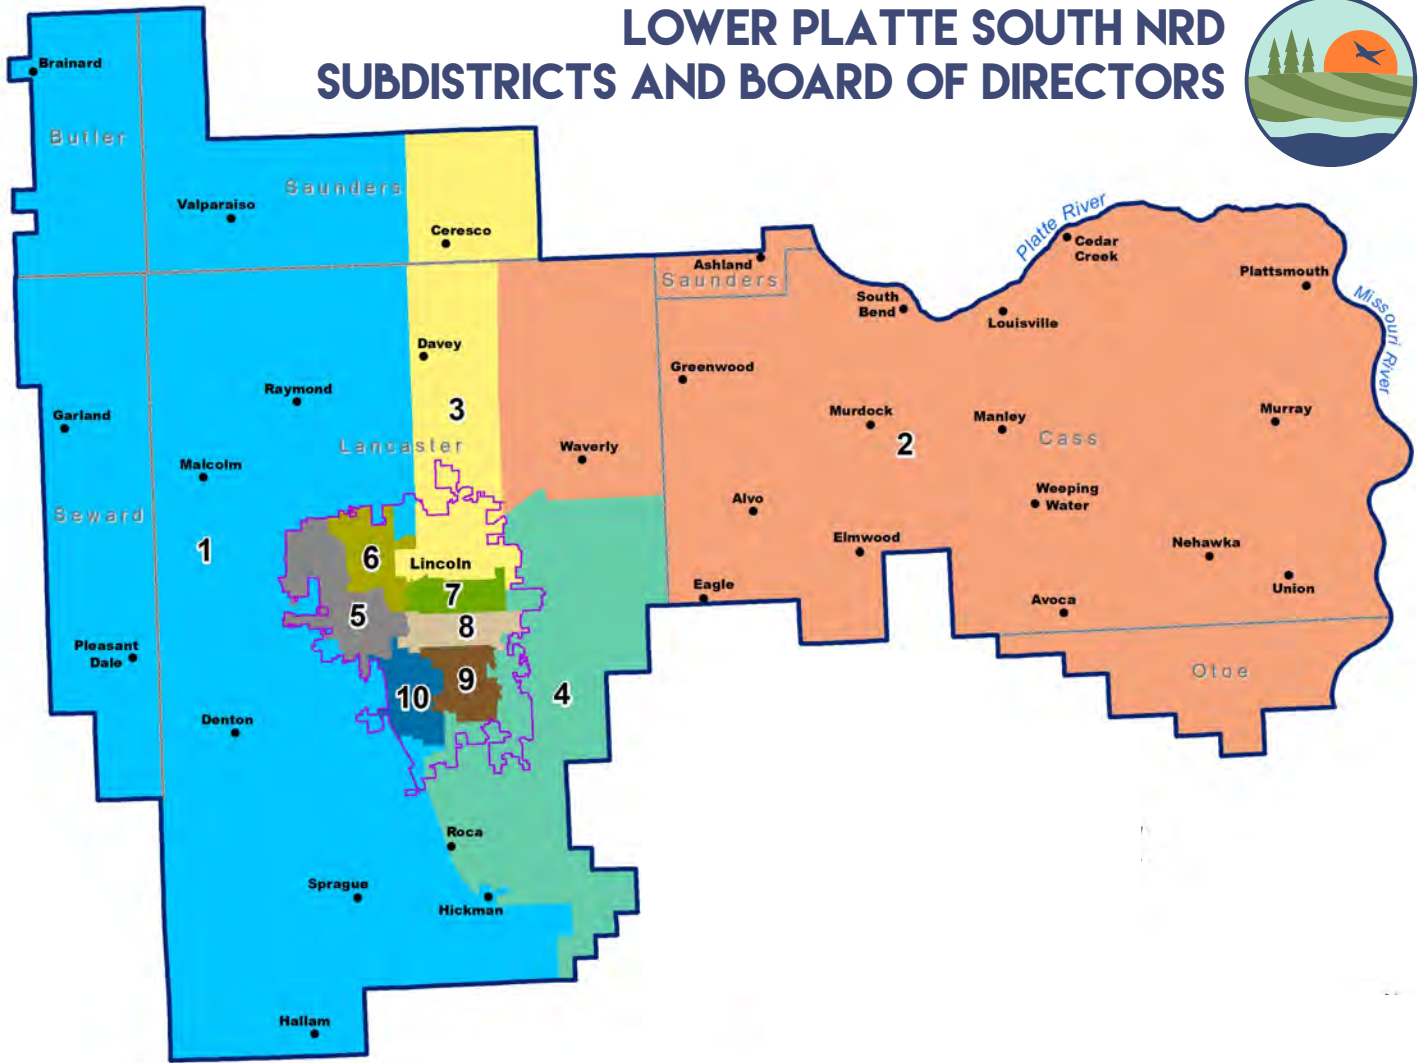 LOWER PLATTE SOUTH NRD
SUBDISTRICTS AND BOARD OF DIRECTORS
Brainard
Butler
Saunders
Valparaiso
Ceresco
Platte River
Cedar
Creek
Ashland
Saunders
Plattsmouth
South
Bend
Missouri River
Louisville
Davey
Greenwood
Raymond
3
Garland
Murdock
Manley
Murray
Lancaster
Waverly
2
Cass
Malcolm
Weeping
Water
Alvo
Seward
1
6
Lincoln
Elmwood
Nehawka
7
Eagle
Union
5
8
Avoca
Pleasant
Dale
9
10
4
Otoe
Denton
Roca
Sprague
Hickman
Hallam